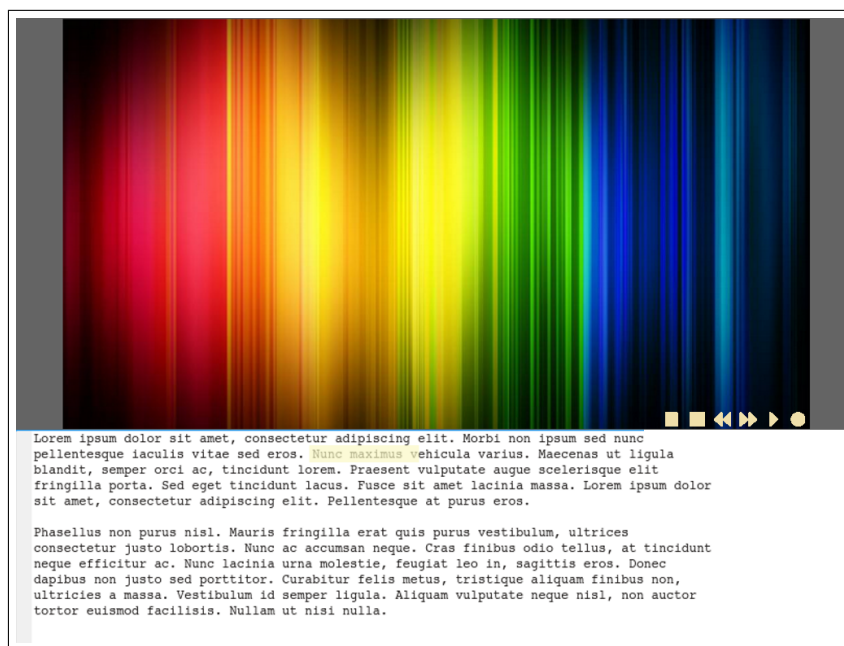 Lorem ipsum dolor sit amet, consectetur adipiscing elit. Morbi non ipsum sed nunc
pellentesque iaculis vitae sed eros. Nunc maximus vehicula varius. Maecenas ut ligula
blandit, semper orci ac, tincidunt lorem. Praesent vulputate augue scelerisque elit
fringilla porta. Sed eget tincidunt lacus. Fusce sit amet lacinia massa. Lorem ipsum dolor
sit amet, consectetur adipiscing elit. Pellentesque at purus eros.

Phasellus non purus nisl. Mauris fringilla erat quis purus vestibulum, ultrices
consectetur justo lobortis. Nunc ac accumsan neque. Cras finibus odio tellus, at tincidunt
neque efficitur ac. Nunc lacinia urna molestie, feugiat leo in, sagittis eros. Donec
dapibus non justo sed porttitor. Curabitur felis metus, tristique aliquam finibus non,
ultricies a massa. Vestibulum id semper ligula. Aliquam vulputate neque nisl, non auctor
tortor euismod facilisis. Nullam ut nisi nulla.